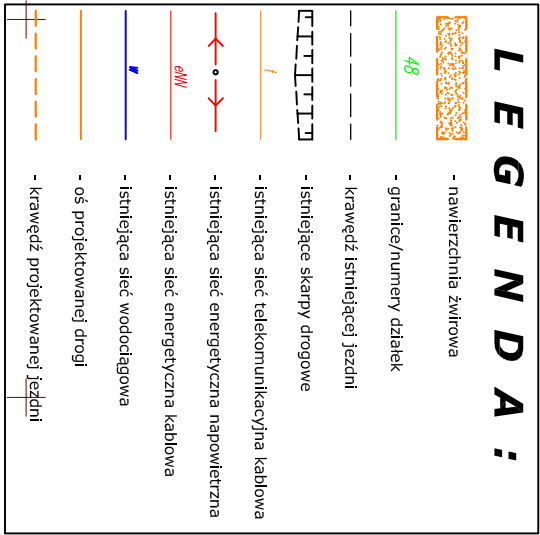 LEGENDA:
- nawierzchnia żwirowa
48 - granice/numery działek
- krawędź istniejącej jezdni
- istniejące skarpy drogowe
t - istniejąca sieć telekomunikacyjna kablowa
- istniejąca sieć energetyczna napowietrzna
eNN - istniejąca sieć energetyczna kablowa
w - istniejąca sieć wodociągowa
- oś projektowanej drogi
- krawędź projektowanej jezdni